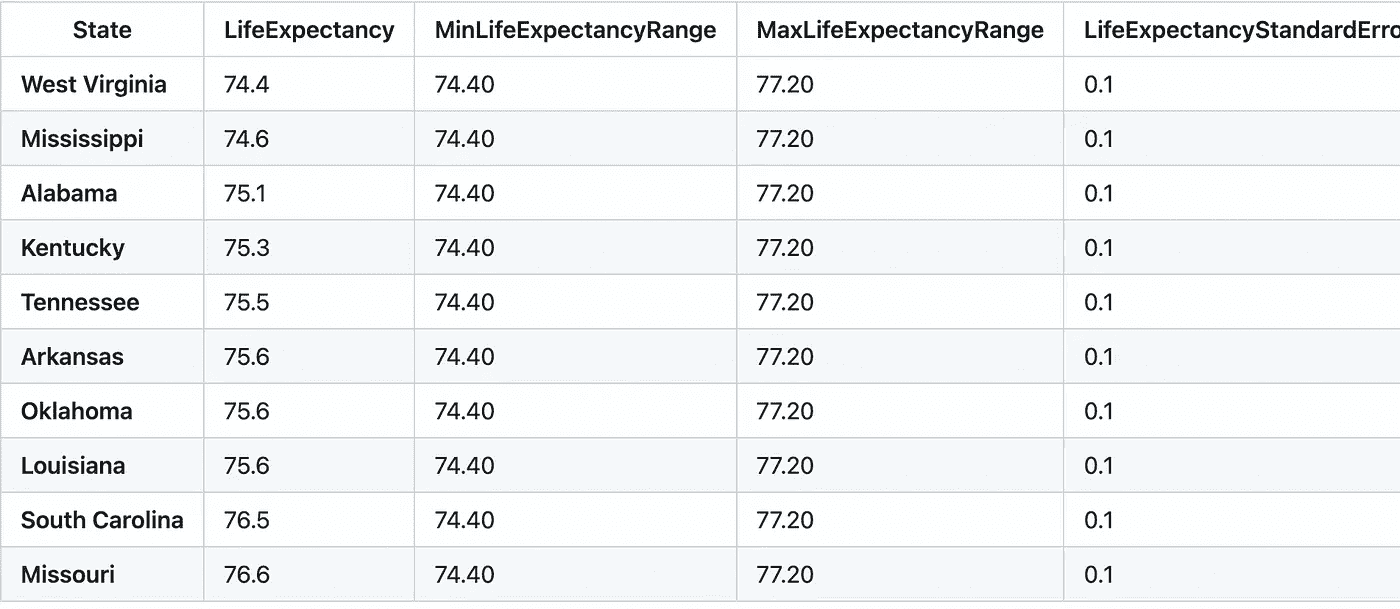 State LifeExpectancy MinLifeExpectancyRange MaxLifeExpectancyRange LifeExpectancyStandardErro
West Virginia 74.4 74.40 77.20 0.1
Mississippi 74.6 74.40 77.20 0.1
Alabama 75.1 74.40 77.20 0.1
Kentucky 75.3 74.40 77.20 0.1
Tennessee 75.5 74.40 77.20 0.1
Arkansas 75.6 74.40 77.20 0.1
Oklahoma 75.6 74.40 77.20 0.1
Louisiana 75.6 74.40 77.20 0.1
South Carolina 76.5 74.40 77.20 0.1
Missouri 76.6 74.40 77.20 0.1